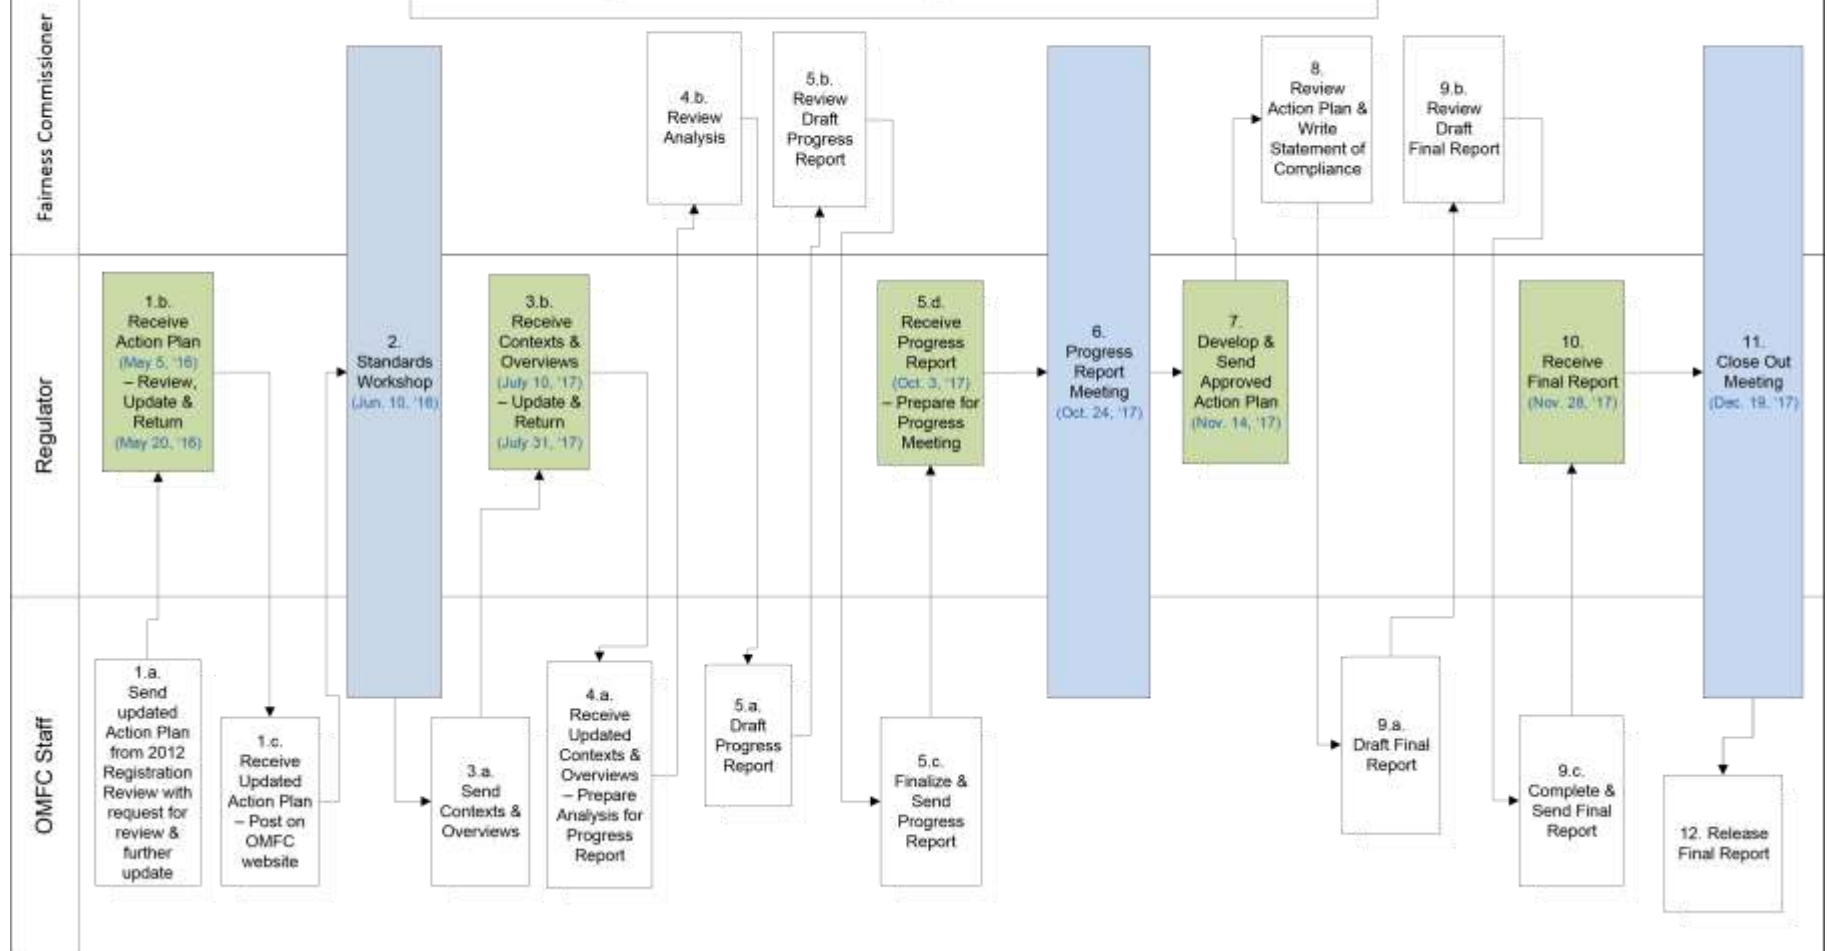 Fairness Commissioner
4.b.
Review
Analysis
5.b.
Review
Draft
Progress
Report
8.
Review
Action Plan &
Write
Statement of
Compliance
9.b.
Review
Draft
Final Report
Regulator
1.b.
Receive
Action Plan
(May 5, '16)
– Review,
Update &
Return
(May 20, '16)
2.
Standards
Workshop
(Jun. 10, '16)
3.b.
Receive
Contexts &
Overviews
(July 10, '17)
– Update &
Return
(July 31, '17)
5.d.
Receive
Progress
Report
(Oct. 3, '17)
– Prepare for
Progress
Meeting
6.
Progress
Report
Meeting
(Oct. 24, '17)
7.
Develop &
Send
Approved
Action Plan
(Nov. 14, '17)
10.
Receive
Final Report
(Nov. 28, '17)
11.
Close Out
Meeting
(Dec. 19, '17)
OMFC Staff
1.a.
Send
updated
Action Plan
from 2012
Registration
Review with
request for
review &
further
update
1.c.
Receive
Updated
Action Plan
– Post on
OMFC
website
3.a.
Send
Contexts &
Overviews
4.a.
Receive
Updated
Contexts &
Overviews
– Prepare
Analysis for
Progress
Report
5.a.
Draft
Progress
Report
5.c.
Finalize &
Send
Progress
Report
9.a.
Draft Final
Report
9.c.
Complete &
Send Final
Report
12. Release
Final Report